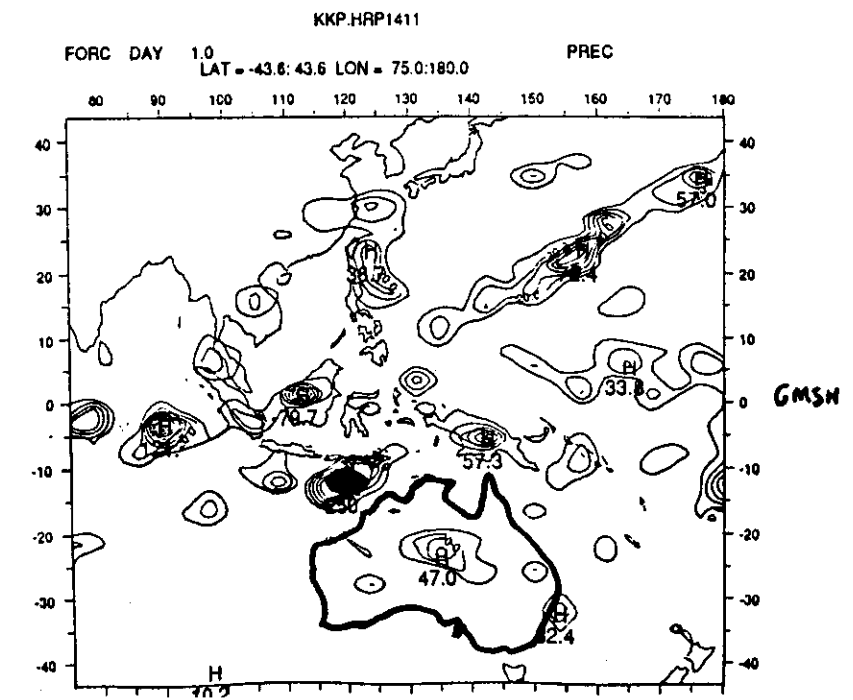 KKP.HRP1411
FORC DAY 1.0 PREC
LAT = -43.6: 43.6 LON = 75.0:180.0
80 90 100 110 120 130 140 150 160 170 180
40 40
H
57.0
30 30
H
H
20 20
10 10
H
33.8
0 0
GMSH
H
H
70.7
H
57.3
-10 -10
-20 -20
H
47.0
-30 -30
H
-40 -40
H